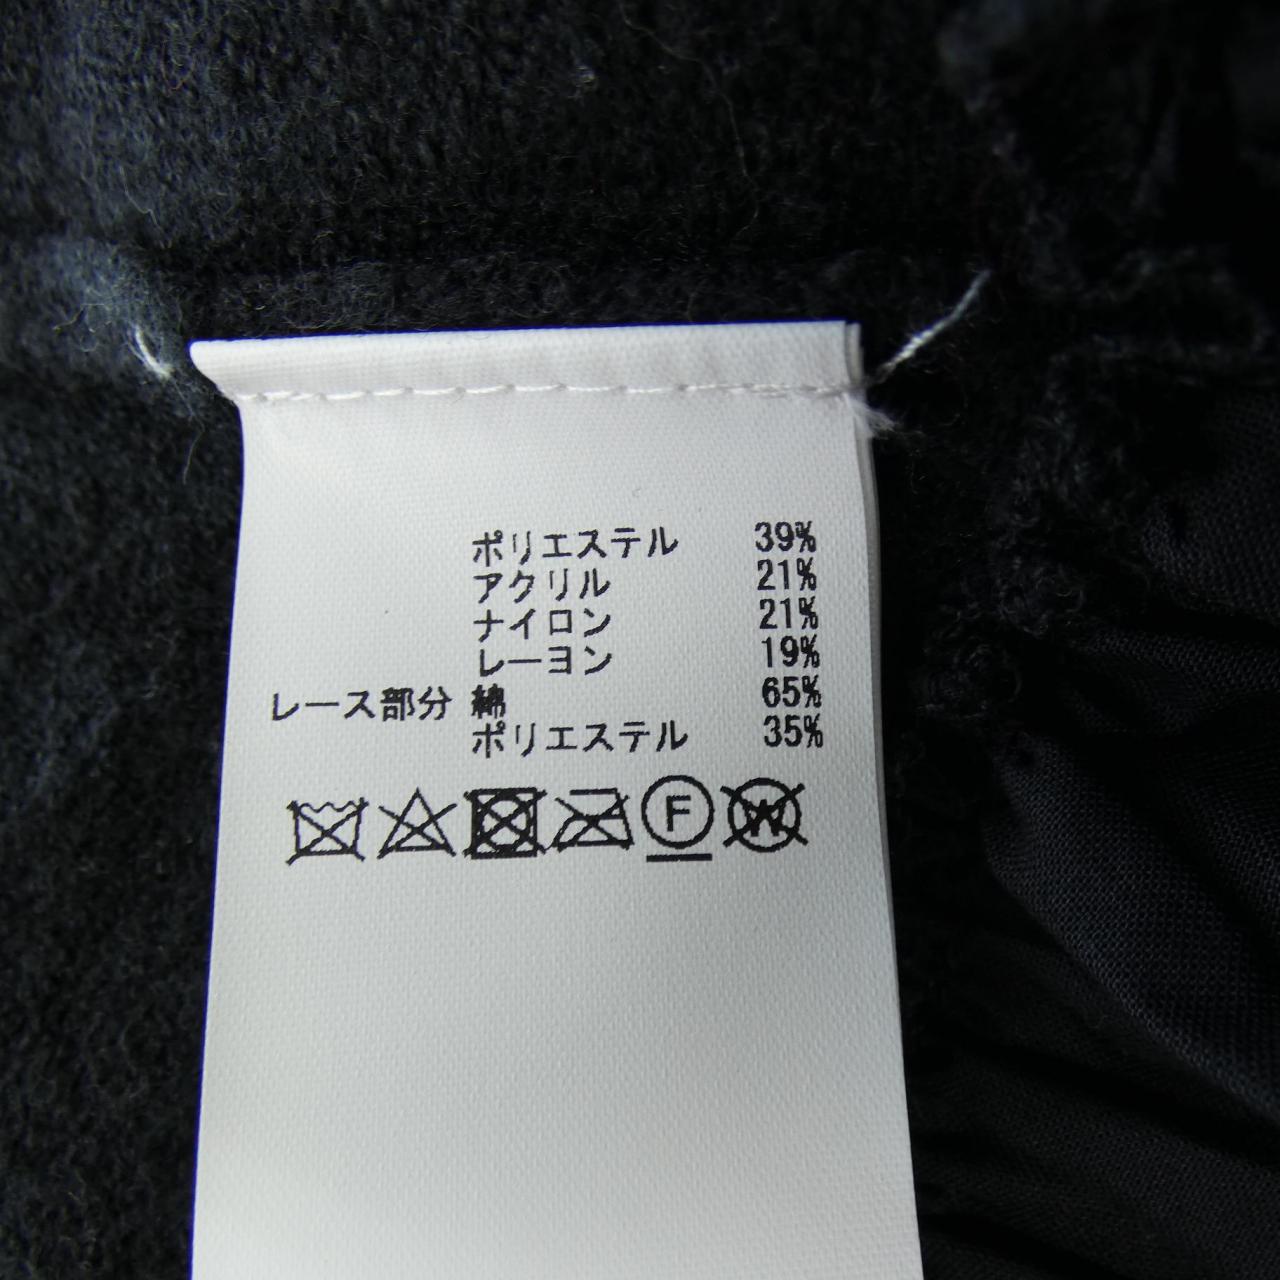 ポリエステル 39%
アクリル 21%
ナイロン 21%
レーヨン 19%
レース部分 綿 65%
ポリエステル 35%
F W